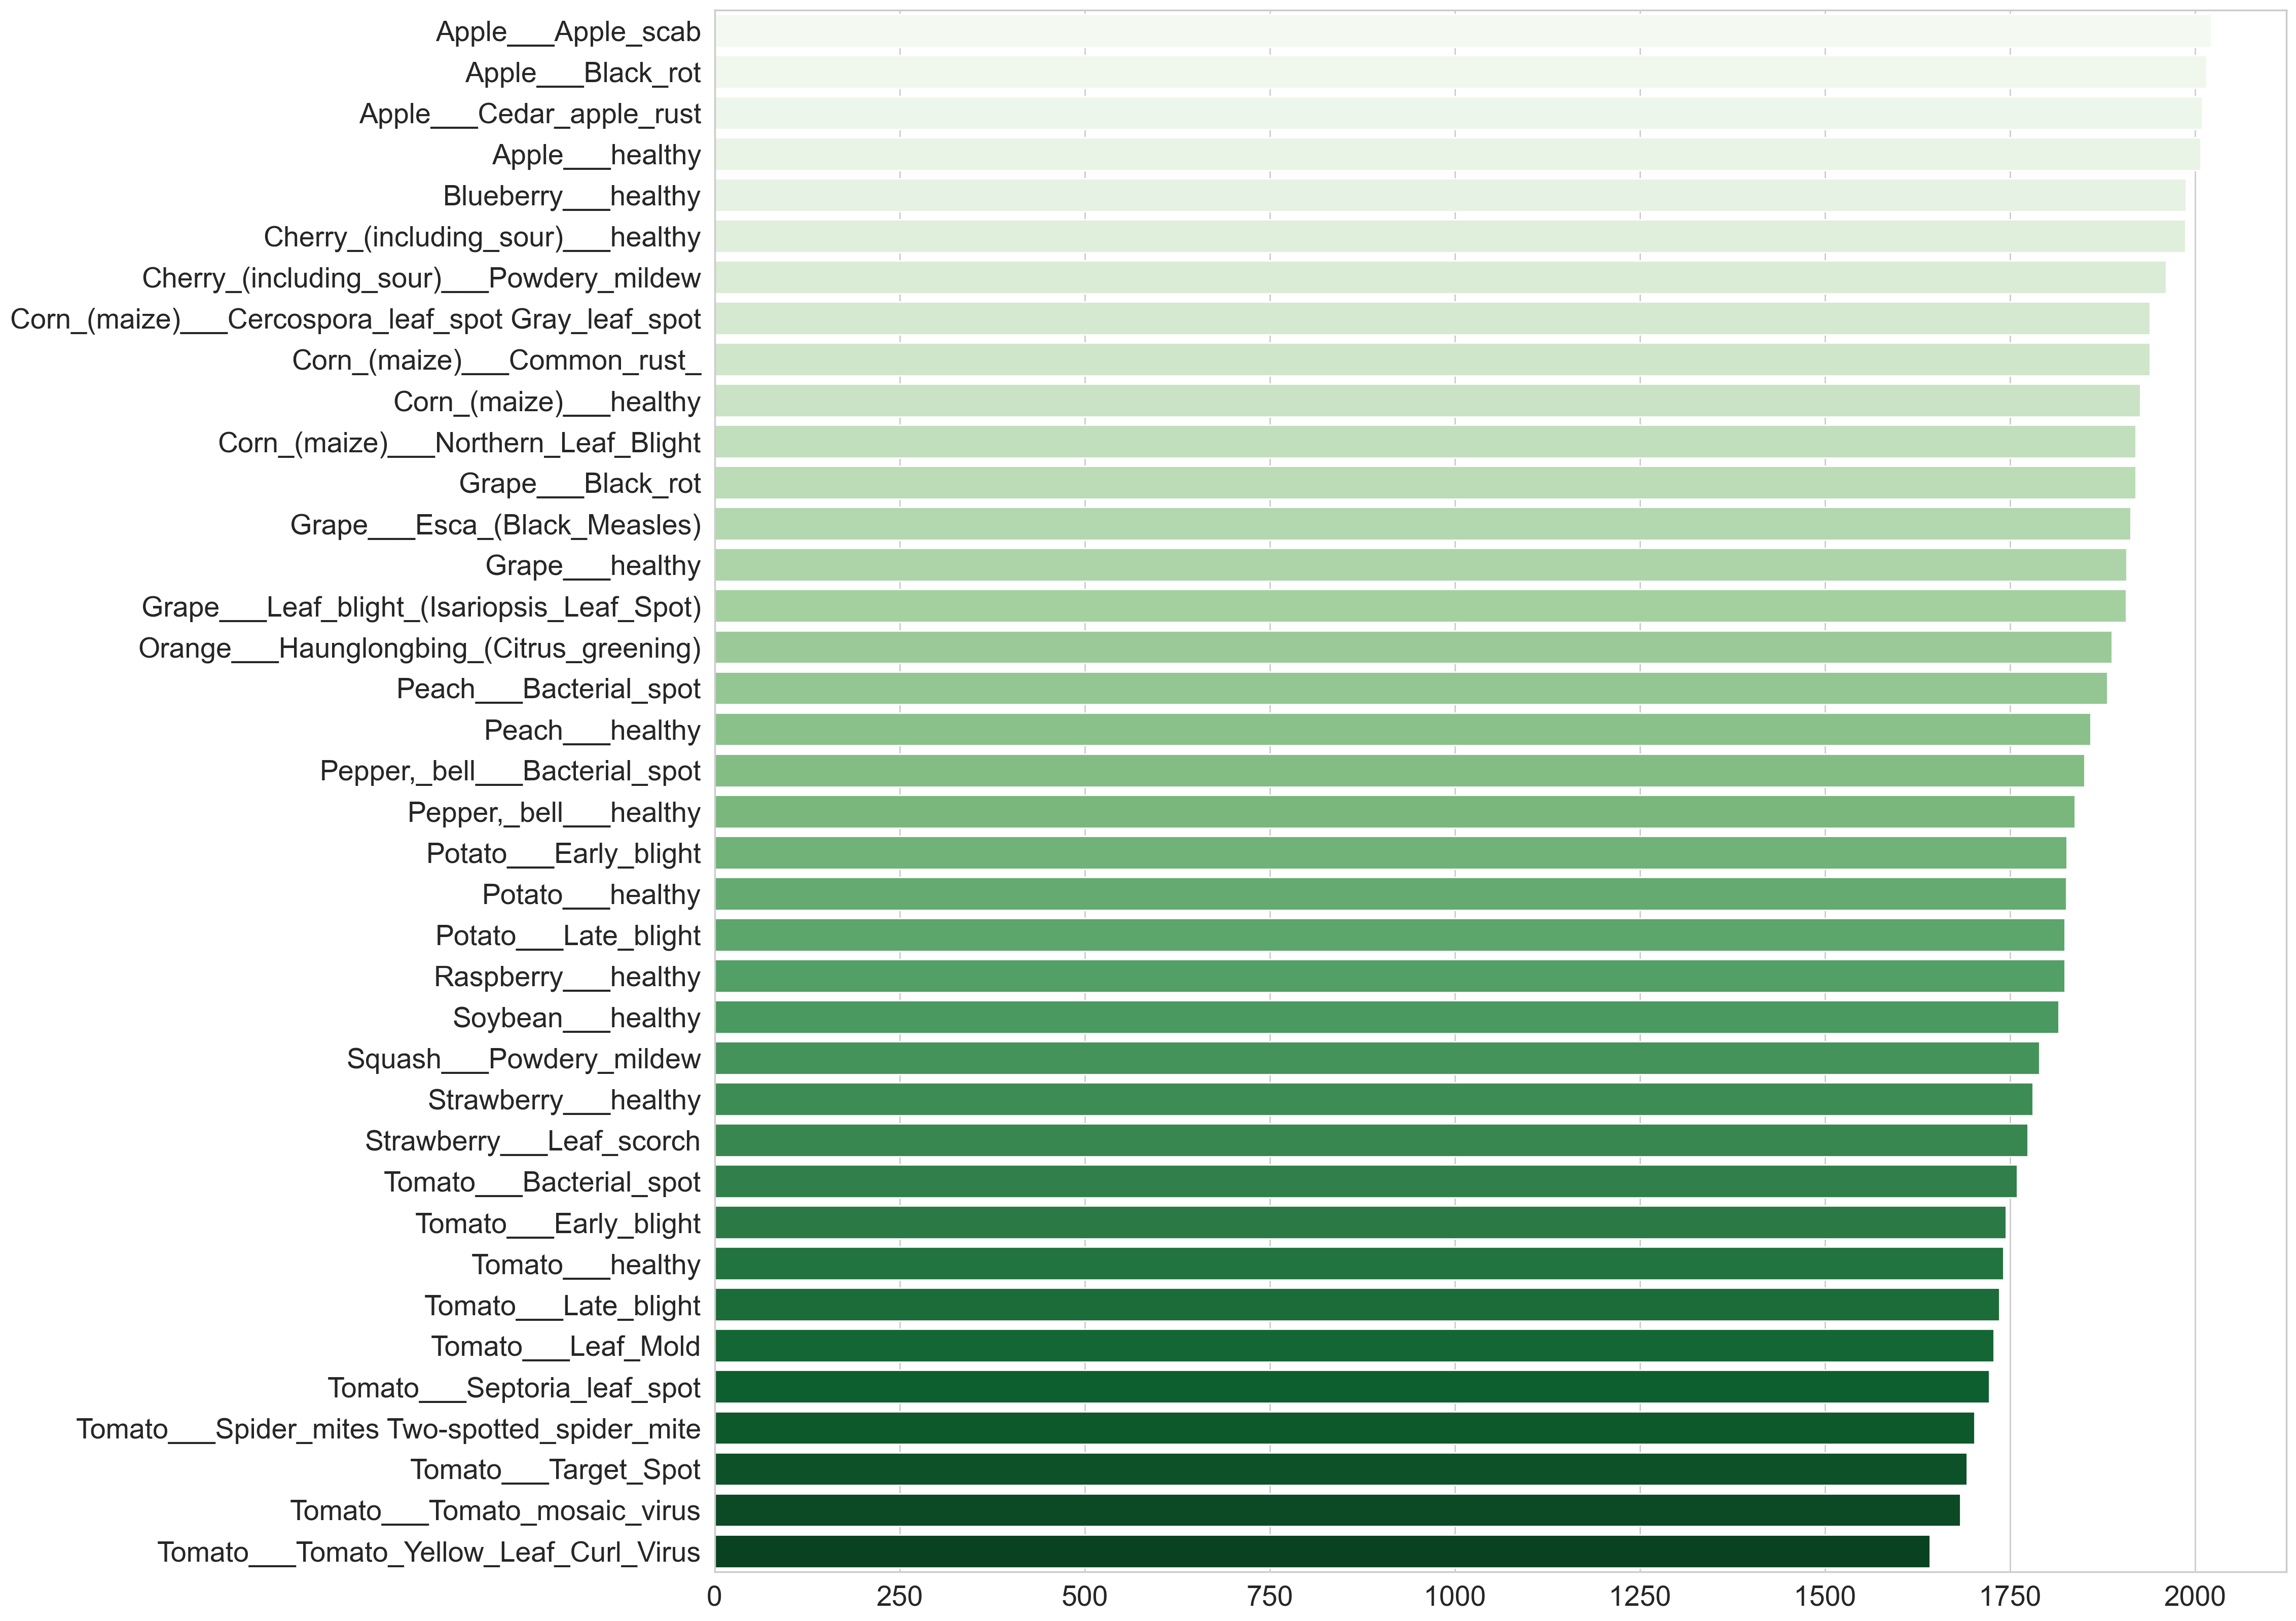 Apple___Apple_scab
Apple___Black_rot
Apple___Cedar_apple_rust
Apple___healthy
Blueberry___healthy
Cherry_(including_sour)___healthy
Cherry_(including_sour)___Powdery_mildew
Corn_(maize)___Cercospora_leaf_spot Gray_leaf_spot
Corn_(maize)___Common_rust_
Corn_(maize)___healthy
Corn_(maize)___Northern_Leaf_Blight
Grape___Black_rot
Grape___Esca_(Black_Measles)
Grape___healthy
Grape___Leaf_blight_(Isariopsis_Leaf_Spot)
Orange___Haunglongbing_(Citrus_greening)
Peach___Bacterial_spot
Peach___healthy
Pepper,_bell___Bacterial_spot
Pepper,_bell___healthy
Potato___Early_blight
Potato___healthy
Potato___Late_blight
Raspberry___healthy
Soybean___healthy
Squash___Powdery_mildew
Strawberry___healthy
Strawberry___Leaf_scorch
Tomato___Bacterial_spot
Tomato___Early_blight
Tomato___healthy
Tomato___Late_blight
Tomato___Leaf_Mold
Tomato___Septoria_leaf_spot
Tomato___Spider_mites Two-spotted_spider_mite
Tomato___Target_Spot
Tomato___Tomato_mosaic_virus
Tomato___Tomato_Yellow_Leaf_Curl_Virus
0 250 500 750 1000 1250 1500 1750 2000